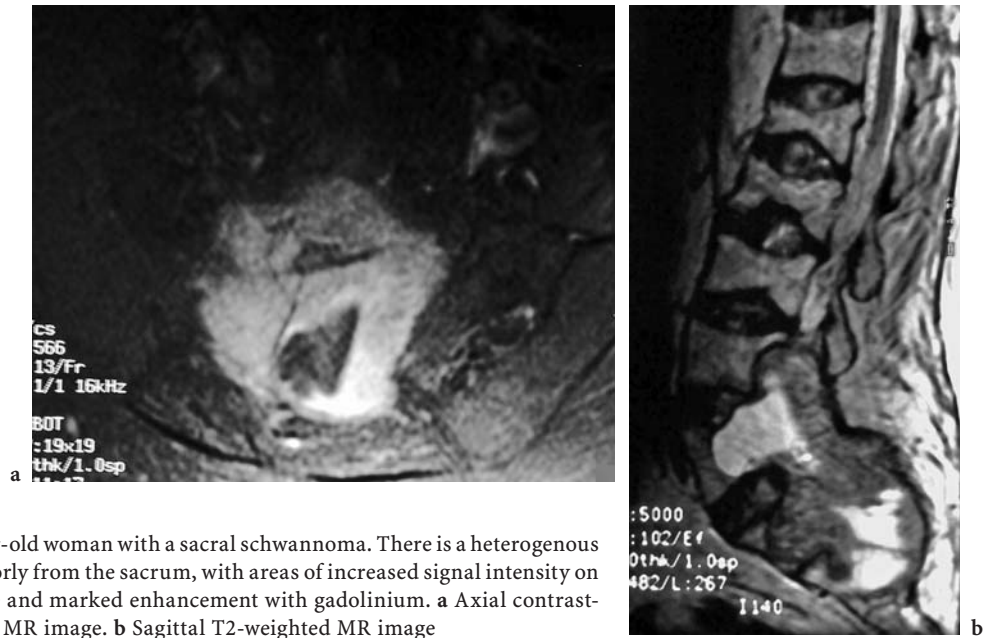 cs
566
13/Fr
1/1 16kHz
BOT
:19x19
thk/1.0sp
a
:5000
:102/Ef
0thk/1.0sp
482/L:267
I140
b
-old woman with a sacral schwannoma. There is a heterogenous
orly from the sacrum, with areas of increased signal intensity on
and marked enhancement with gadolinium. a Axial contrast-
MR image. b Sagittal T2-weighted MR image